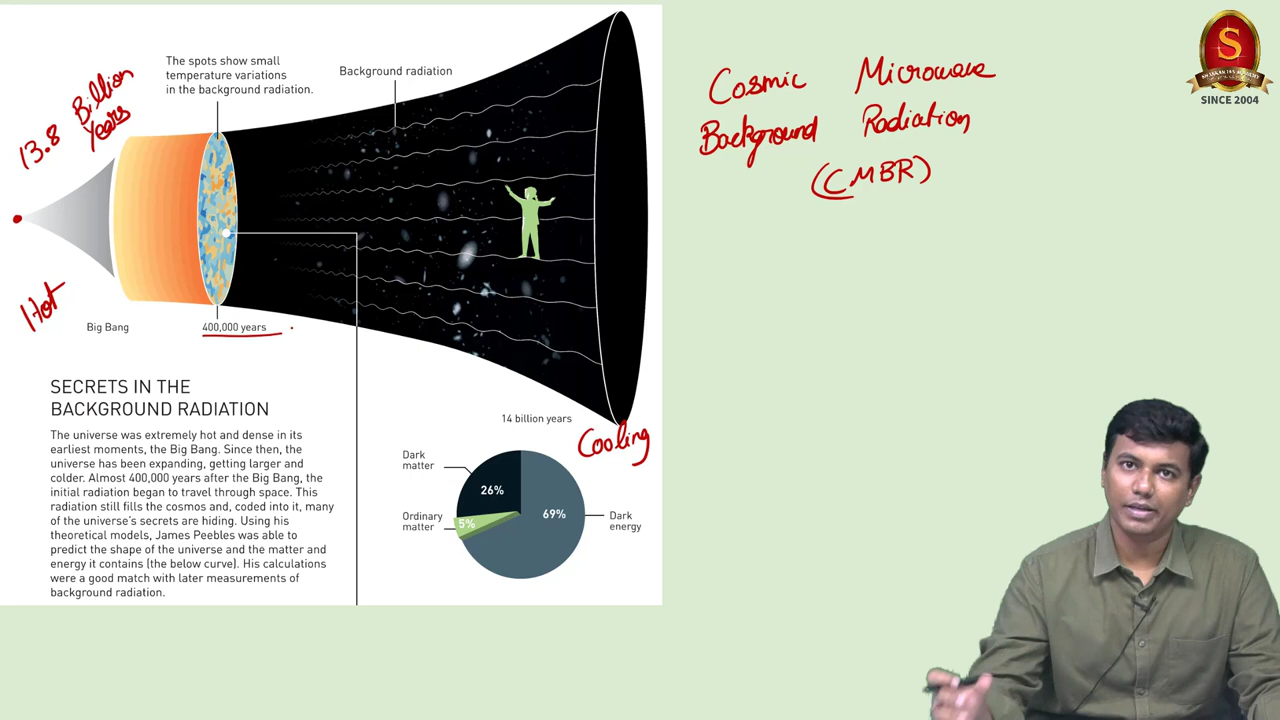 The spots show small
temperature variations
in the background radiation.
Background radiation
13.8 Billion
Years
Hot
Big Bang
400,000 years
14 billion years
Cooling
SECRETS IN THE
BACKGROUND RADIATION
The universe was extremely hot and dense in its
earliest moments, the Big Bang. Since then, the
universe has been expanding, getting larger and
colder. Almost 400,000 years after the Big Bang, the
initial radiation began to travel through space. This
radiation still fills the cosmos and, coded into it, many
of the universe's secrets are hiding. Using his
theoretical models, James Peebles was able to
predict the shape of the universe and the matter and
energy it contains (the below curve). His calculations
were a good match with later measurements of
background radiation.
Dark
matter
26%
Ordinary
matter
5%
69%
Dark
energy
Cosmic Microwave
Background Radiation
(CMBR)
S
SINCE 2004